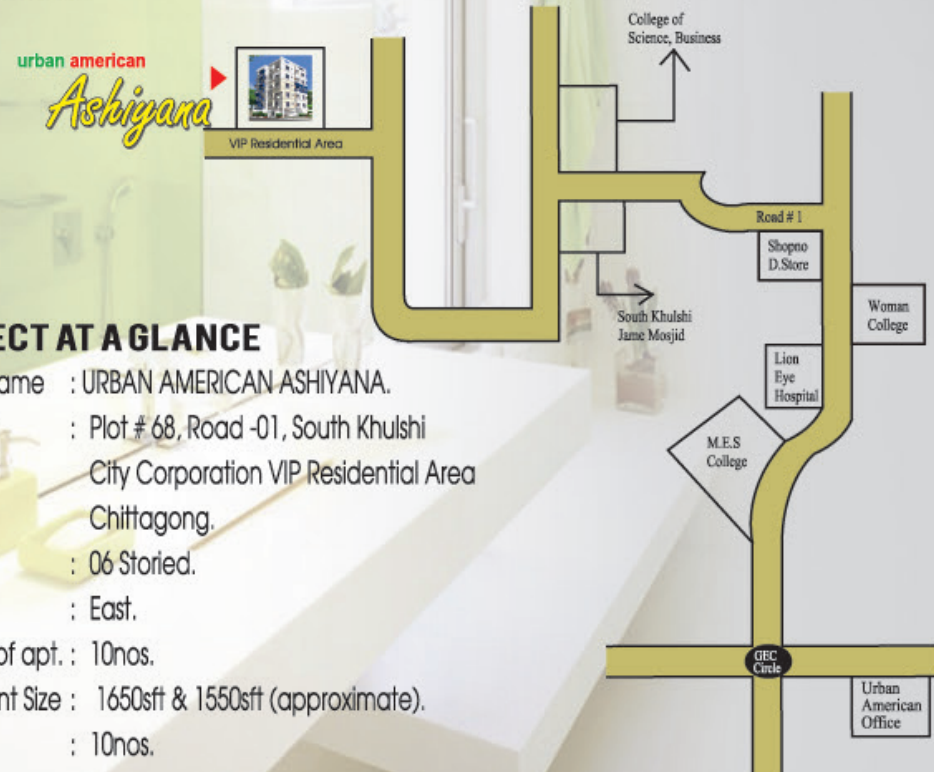 urban american
Ashiyana
VIP Residential Area
College of
Science, Business
Road # 1
Shopno
D.Store
Woman
College
South Khulshi
Jame Mosjid
Lion
Eye
Hospital
M.E.S
College
GEC
Circle
Urban
American
Office
ECT AT A GLANCE
ame : URBAN AMERICAN ASHIYANA.
: Plot # 68, Road -01, South Khulshi
City Corporation VIP Residential Area
Chittagong.
: 06 Storied.
: East.
of apt. : 10nos.
nt Size : 1650sft & 1550sft (approximate).
: 10nos.